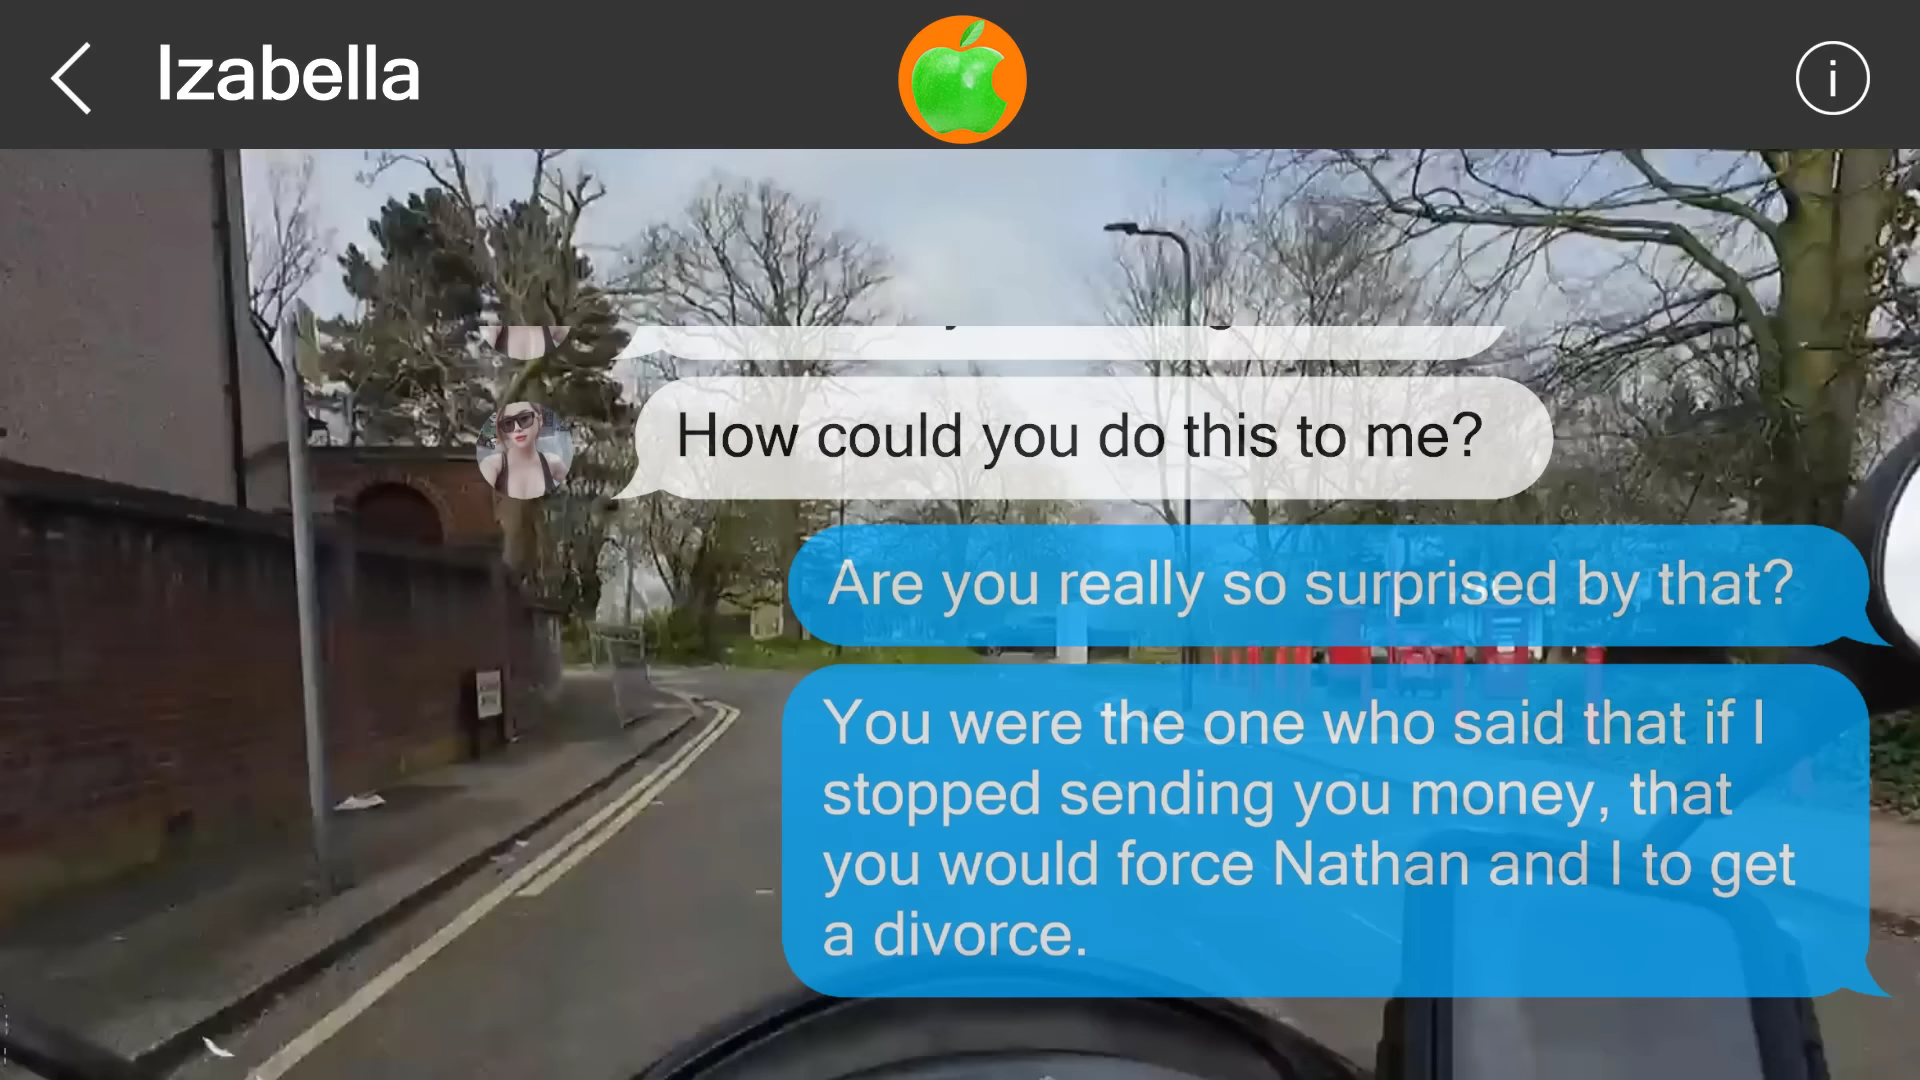 Izabella
How could you do this to me?
Are you really so surprised by that?
You were the one who said that if I
stopped sending you money, that
you would force Nathan and I to get
a divorce.